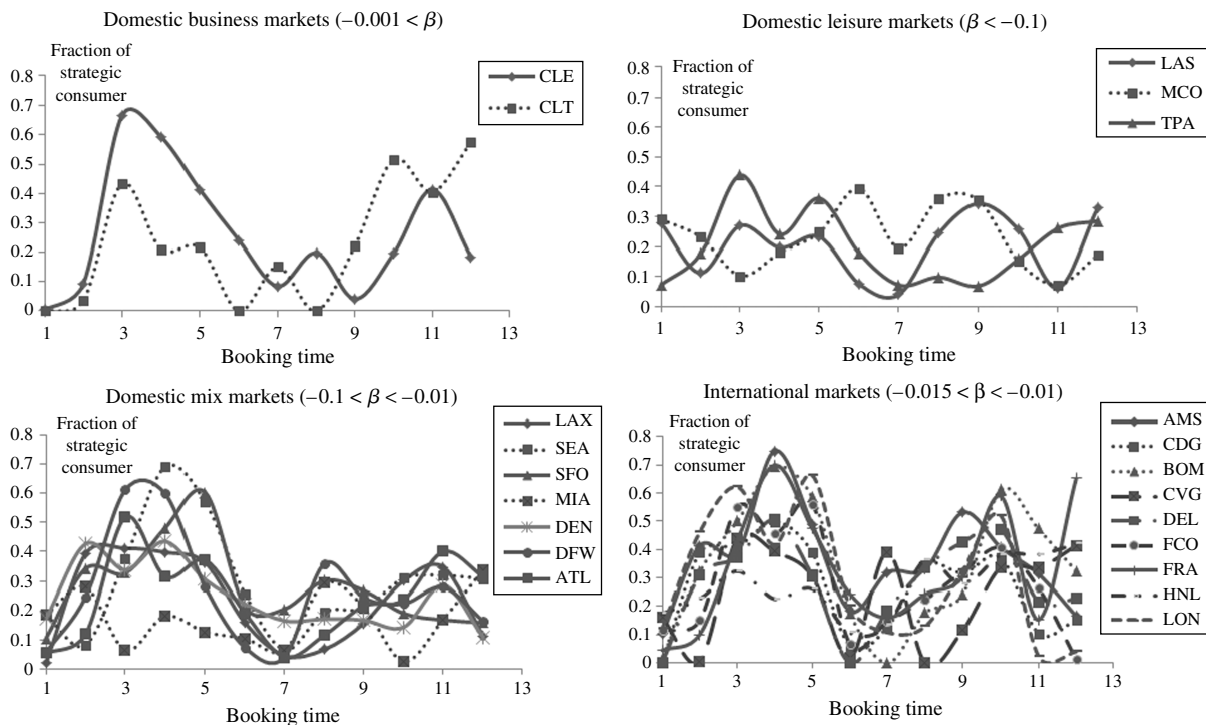 Domestic business markets (−0.001 < β)
Fraction of
strategic
consumer
0.8
0.7
0.6
0.5
0.4
0.3
0.2
0.1
0
1 3 5 7 9 11 13
Booking time
CLE
CLT
Domestic leisure markets (β < −0.1)
Fraction of
strategic
consumer
0.8
0.7
0.6
0.5
0.4
0.3
0.2
0.1
0
1 3 5 7 9 11 13
Booking time
LAS
MCO
TPA
Domestic mix markets (−0.1 < β < −0.01)
Fraction of
strategic
consumer
0.8
0.7
0.6
0.5
0.4
0.3
0.2
0.1
0
1 3 5 7 9 11 13
Booking time
LAX
SEA
SFO
MIA
DEN
DFW
ATL
International markets (−0.015 < β < −0.01)
Fraction of
strategic
consumer
0.8
0.7
0.6
0.5
0.4
0.3
0.2
0.1
0
1 3 5 7 9 11 13
Booking time
AMS
CDG
BOM
CVG
DEL
FCO
FRA
HNL
LON